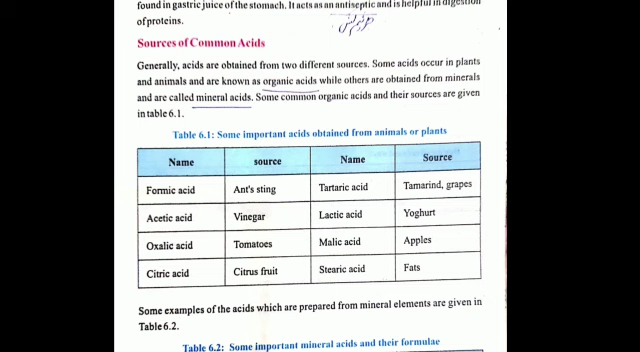 found in gastric juice of the stomach. It acts as an antiseptic and is helpful in digestion
of proteins.
Sources of Common Acids
Generally, acids are obtained from two different sources. Some acids occur in plants
and animals and are known as organic acids while others are obtained from minerals
and are called mineral acids. Some common organic acids and their sources are given
in table 6.1.
Table 6.1: Some important acids obtained from animals or plants
Name source Name Source
Formic acid Ant's sting Tartaric acid Tamarind, grapes
Acetic acid Vinegar Lactic acid Yoghurt
Oxalic acid Tomatoes Malic acid Apples
Citric acid Citrus fruit Stearic acid Fats
Some examples of the acids which are prepared from mineral elements are given in
Table 6.2.
Table 6.2: Some important mineral acids and their formulae